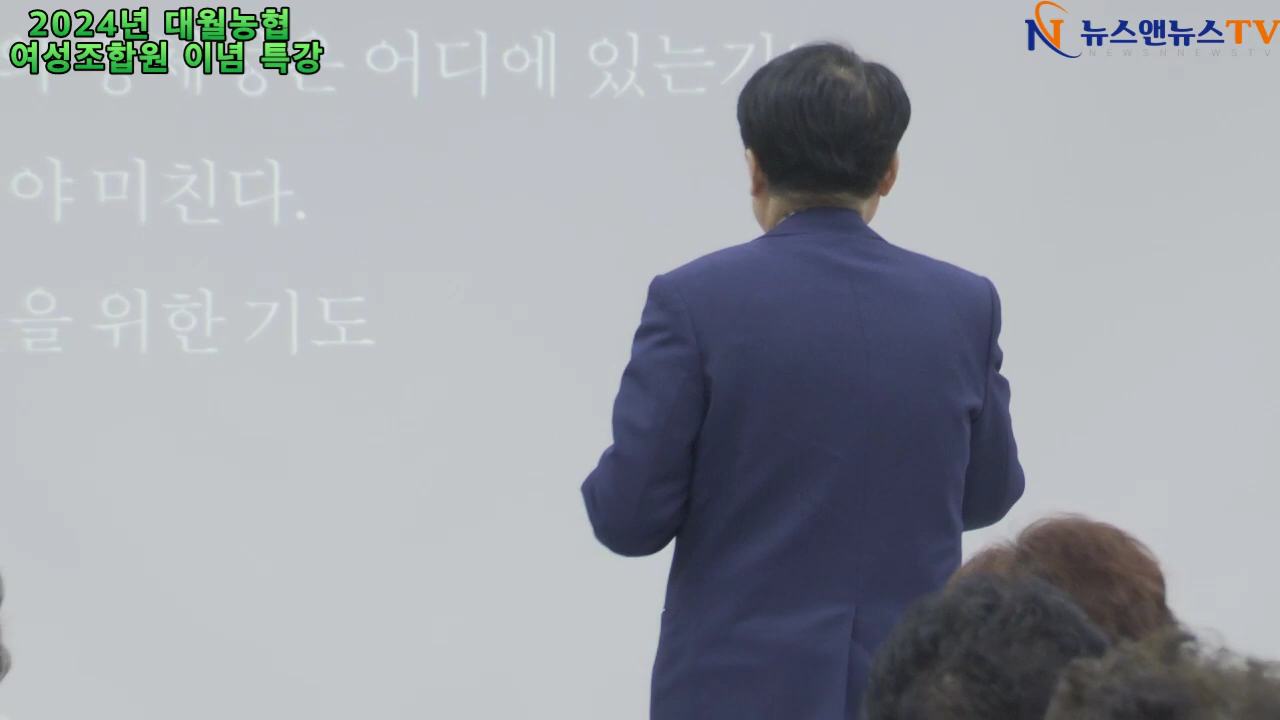 2024년 대월농협
여성조합원 이념 특강
뉴스앤뉴스TV
NEWSNNEWSTV
어디에 있는가
야 미친다.
을 위한 기도